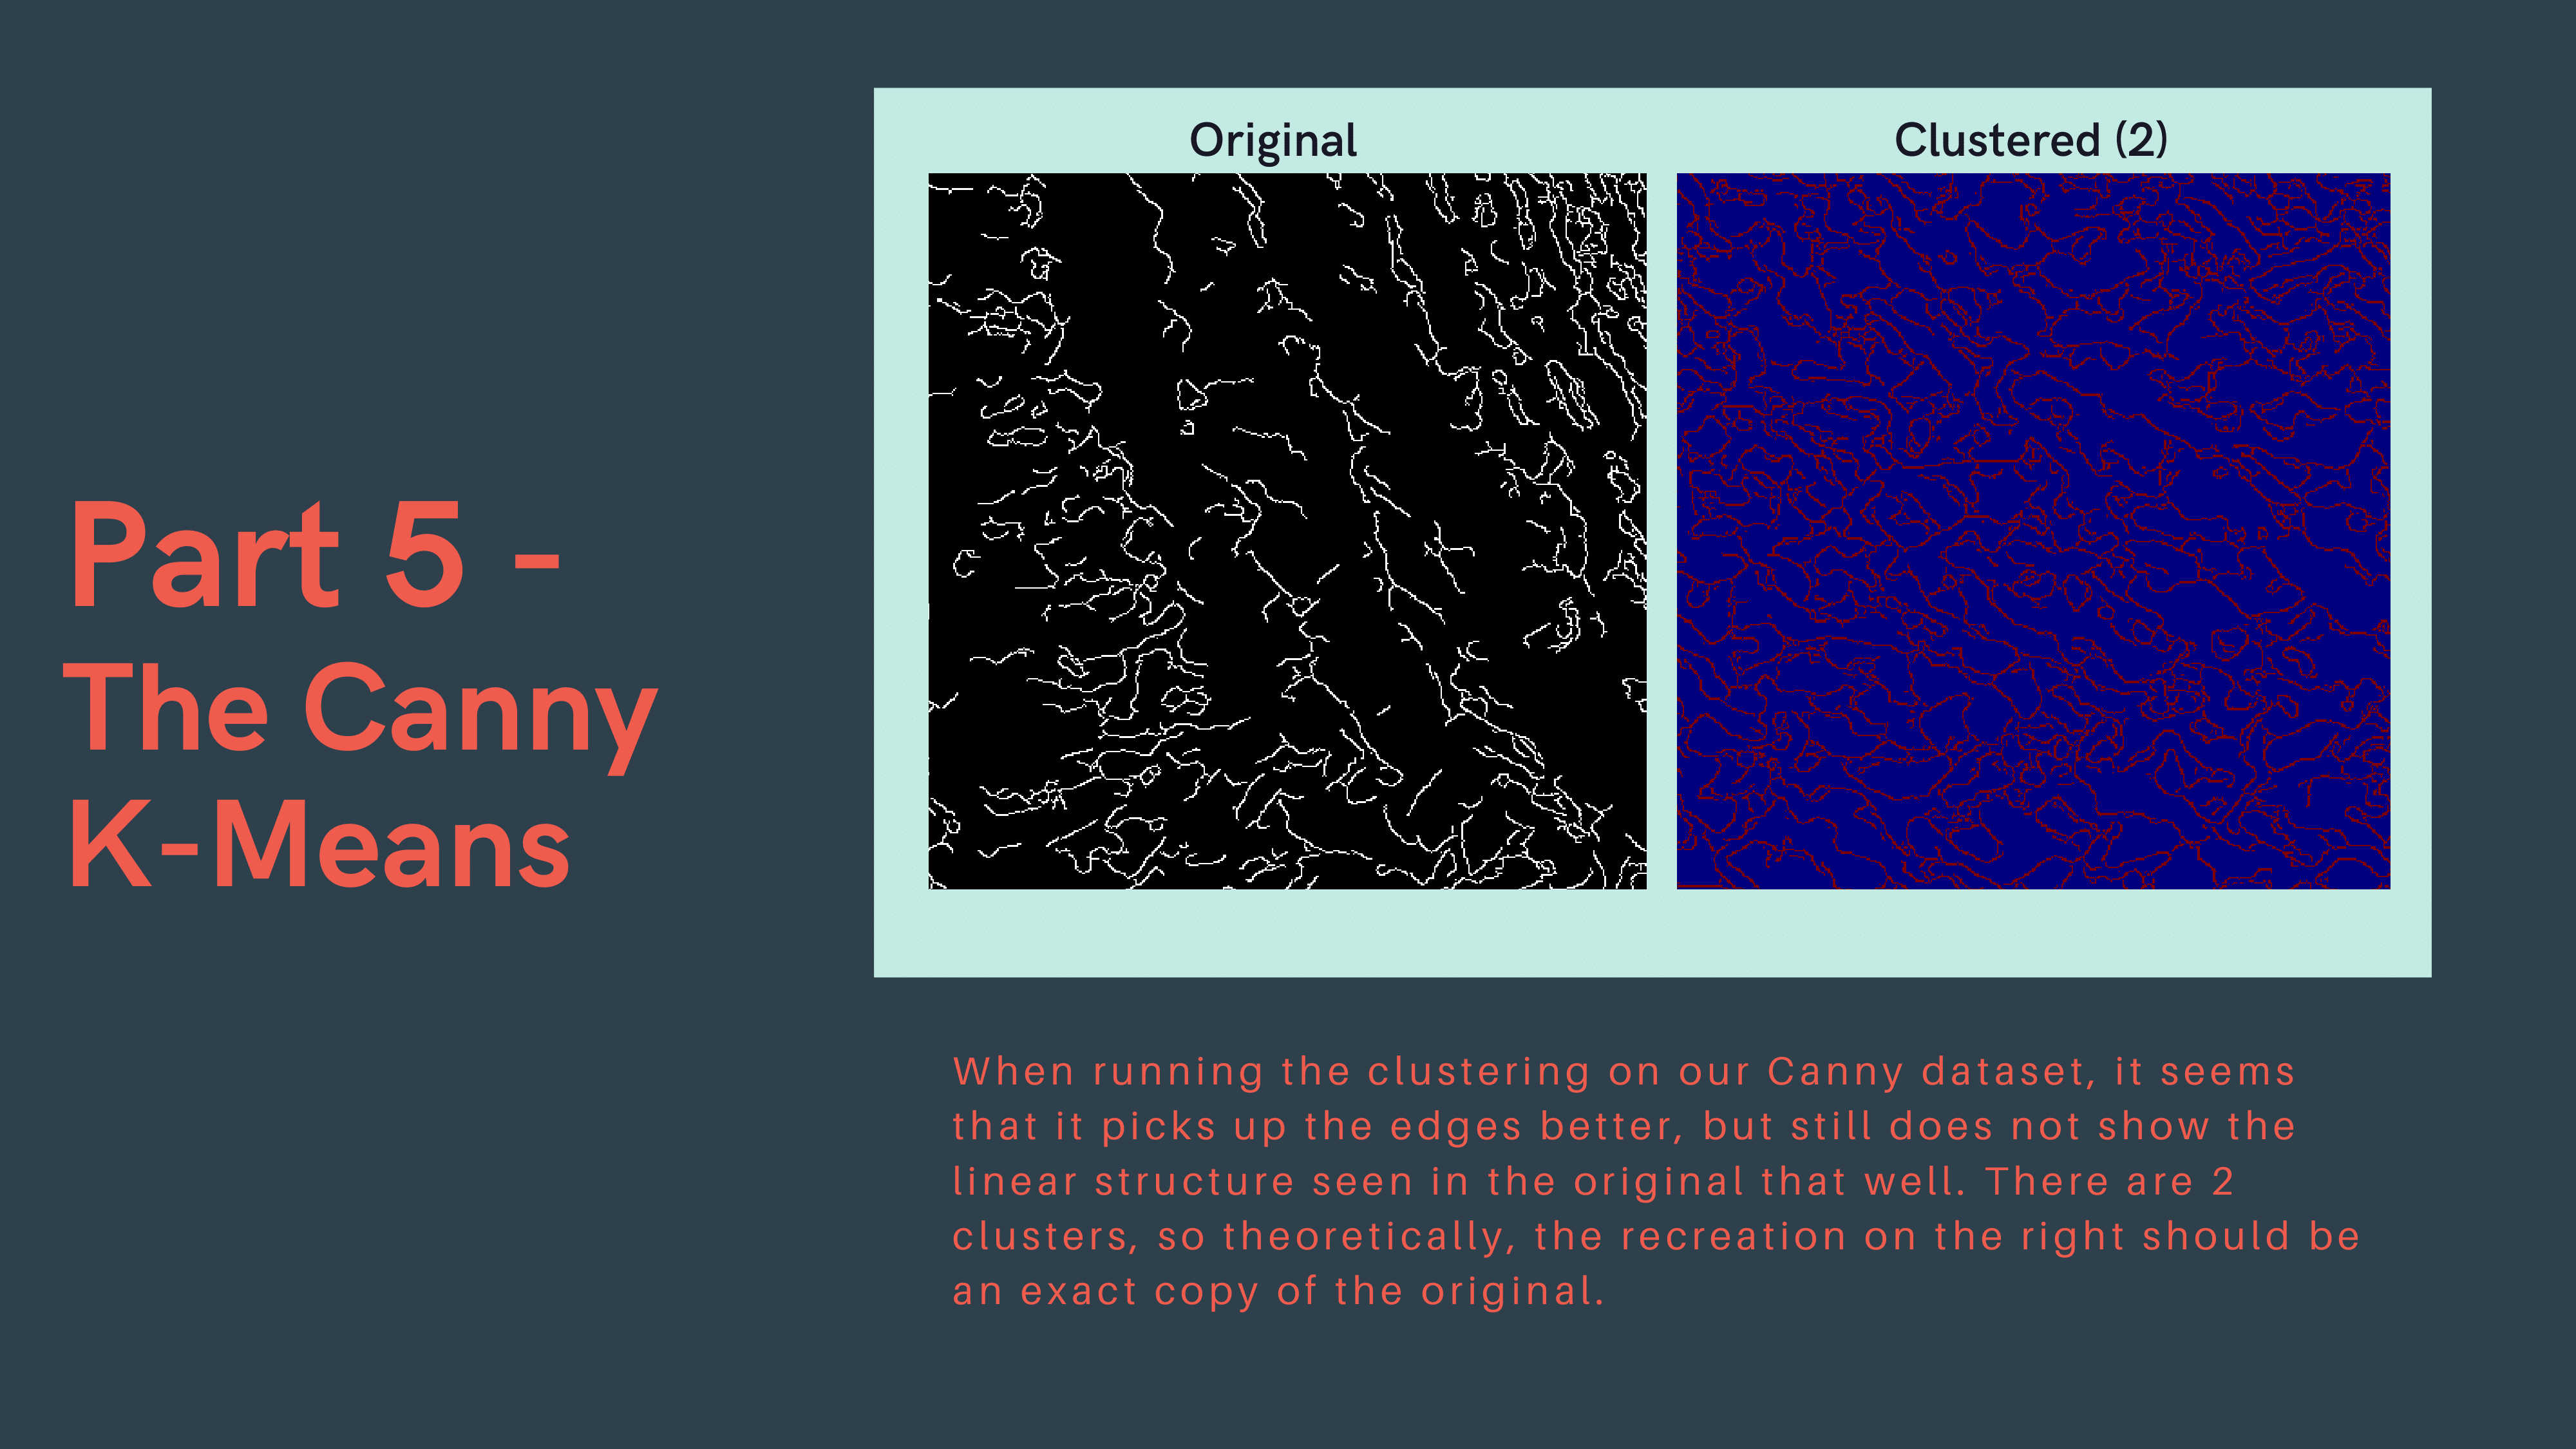 Part 5 -
The Canny
K-Means
Original
Clustered (2)
When running the clustering on our Canny dataset, it seems
that it picks up the edges better, but still does not show the
linear structure seen in the original that well. There are 2
clusters, so theoretically, the recreation on the right should be
an exact copy of the original.